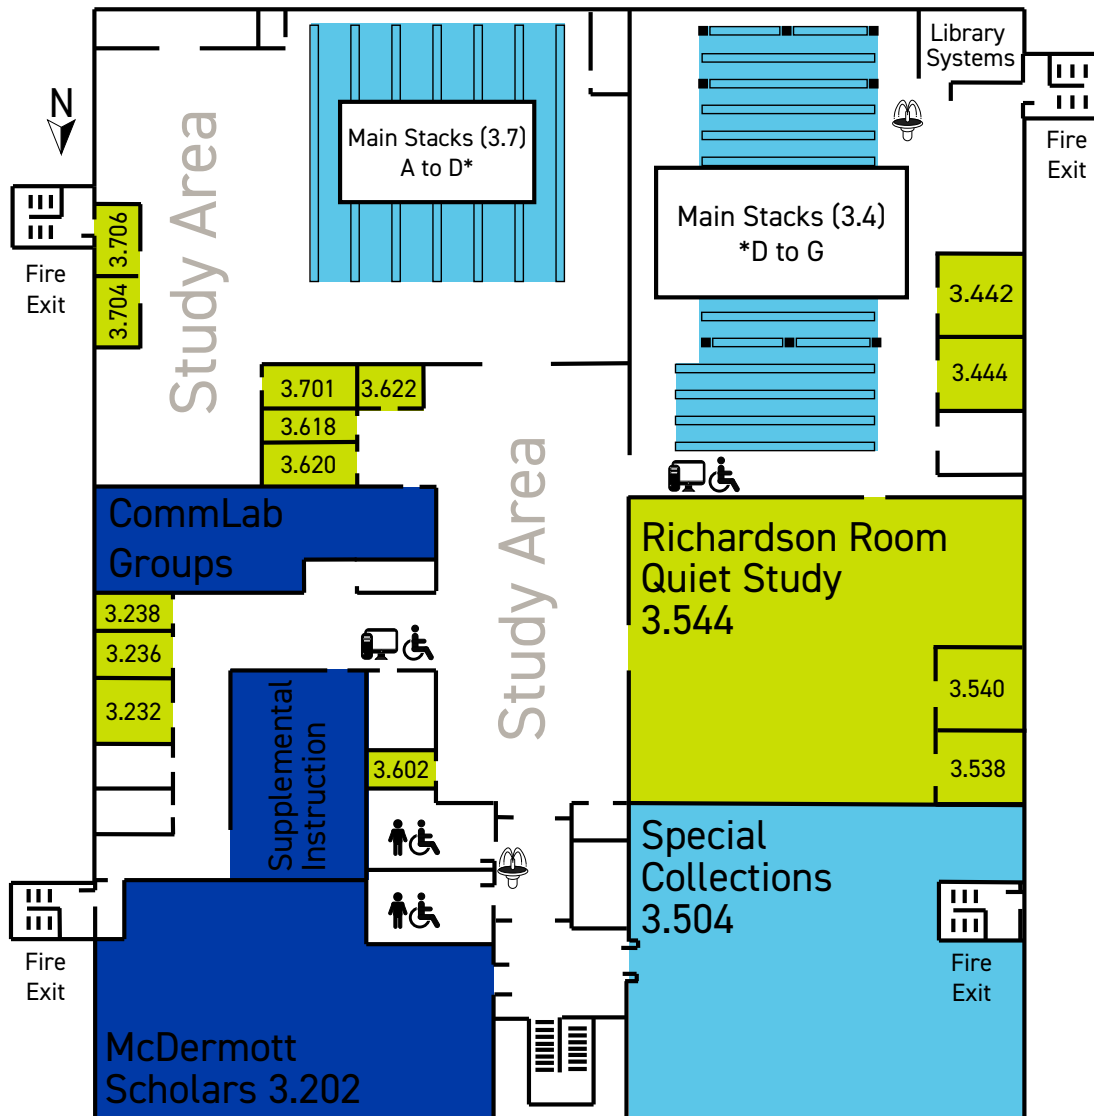 Library
Systems
N
Main Stacks (3.7)
A to D*
Fire
Exit
Study Area
Main Stacks (3.4)
*D to G
3.706
Fire
Exit
3.704
3.442
3.444
3.701
3.622
3.618
3.620
Study Area
CommLab
Groups
Richardson Room
Quiet Study
3.544
3.238
3.236
3.232
3.540
Supplemental
Instruction
3.602
3.538
Special
Collections
3.504
Fire
Exit
Fire
Exit
McDermott
Scholars 3.202